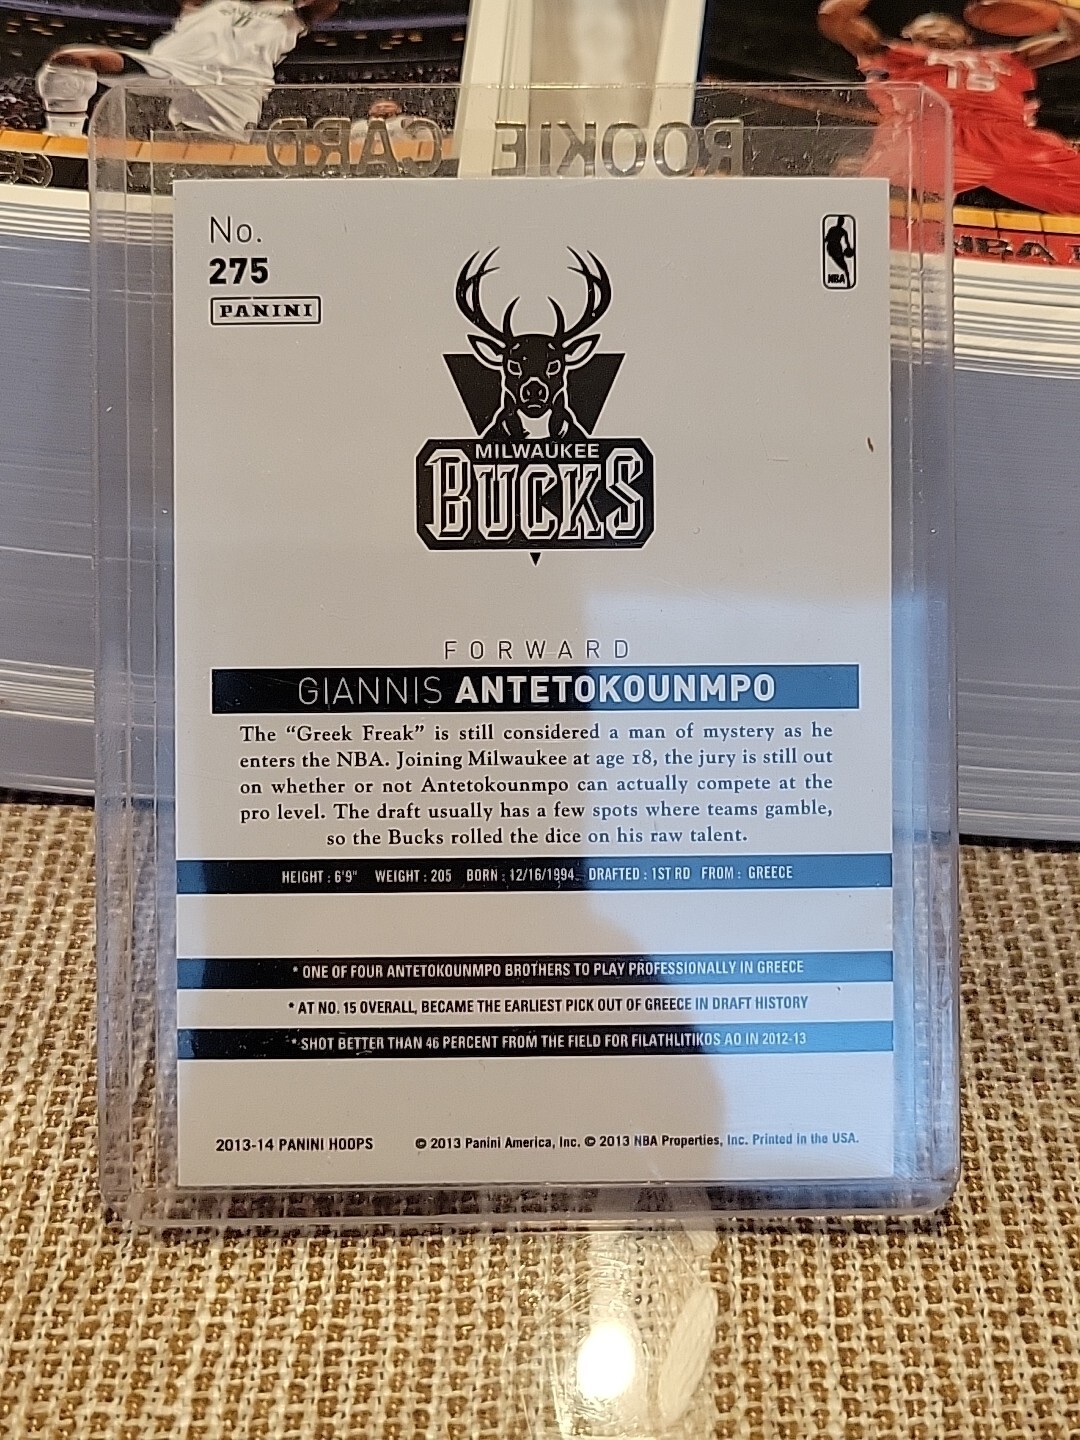 11
15
NBA
ROOKIE CARD
No.
275
PANINI
NBA
MILWAUKEE
BUCKS
FORWARD
GIANNIS ANTETOKOUNMPO
The “Greek Freak” is still considered a man of mystery as he
enters the NBA. Joining Milwaukee at age 18, the jury is still out
on whether or not Antetokounmpo can actually compete at the
pro level. The draft usually has a few spots where teams gamble,
so the Bucks rolled the dice on his raw talent.
HEIGHT : 6'9" WEIGHT : 205 BORN : 12/16/1994 DRAFTED : 1ST RD FROM : GREECE
* ONE OF FOUR ANTETOKOUNMPO BROTHERS TO PLAY PROFESSIONALLY IN GREECE
* AT NO. 15 OVERALL, BECAME THE EARLIEST PICK OUT OF GREECE IN DRAFT HISTORY
* SHOT BETTER THAN 46 PERCENT FROM THE FIELD FOR FILATHLITIKOS AO IN 2012-13
2013-14 PANINI HOOPS © 2013 Panini America, Inc. © 2013 NBA Properties, Inc. Printed in the USA.